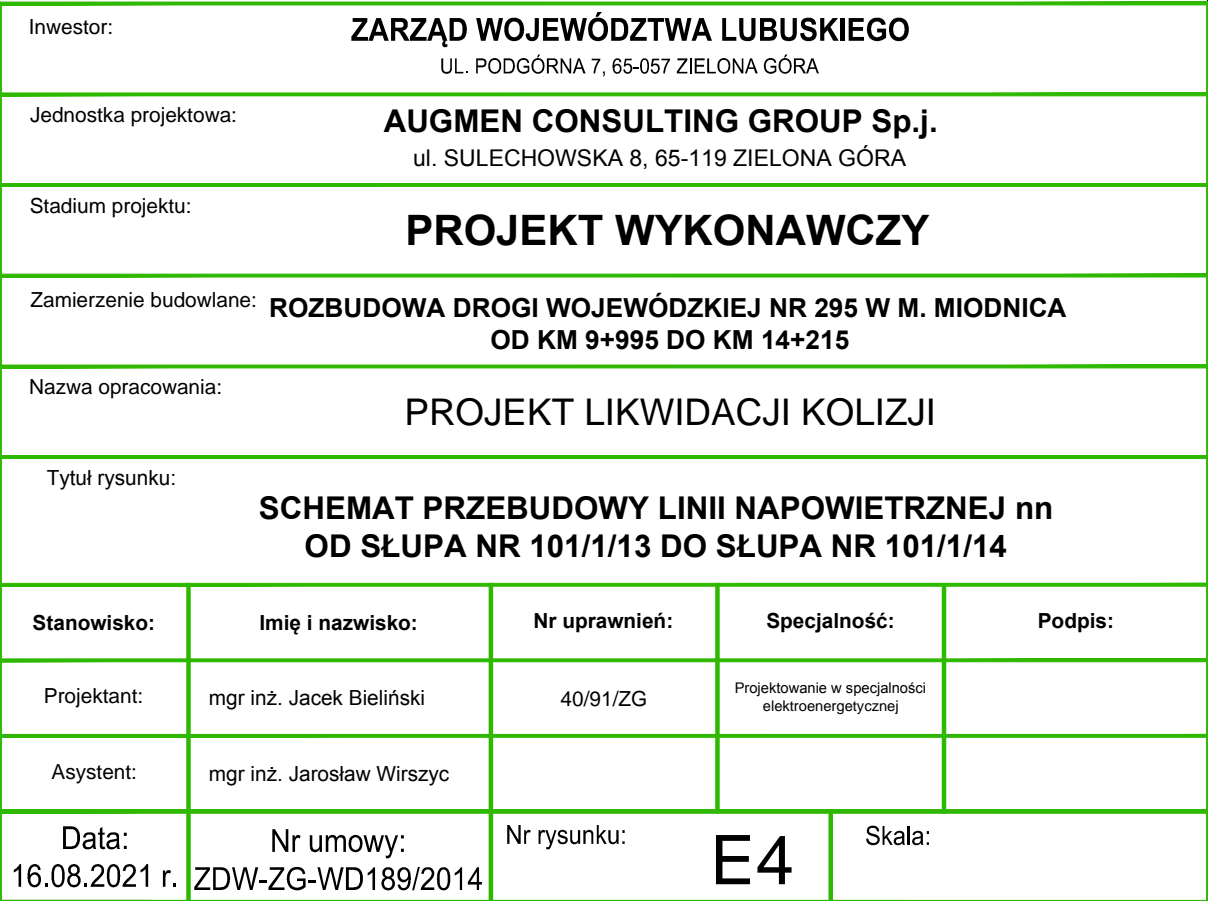 Inwestor:
ZARZĄD WOJEWÓDZTWA LUBUSKIEGO
UL. PODGÓRNA 7, 65-057 ZIELONA GÓRA
Jednostka projektowa:
AUGMEN CONSULTING GROUP Sp.j.
ul. SULECHOWSKA 8, 65-119 ZIELONA GÓRA
Stadium projektu:
PROJEKT WYKONAWCZY
Zamierzenie budowlane:
ROZBUDOWA DROGI WOJEWÓDZKIEJ NR 295 W M. MIODNICA
OD KM 9+995 DO KM 14+215
Nazwa opracowania:
PROJEKT LIKWIDACJI KOLIZJI
Tytuł rysunku:
SCHEMAT PRZEBUDOWY LINII NAPOWIETRZNEJ nn
OD SŁUPA NR 101/1/13 DO SŁUPA NR 101/1/14
Stanowisko: Imię i nazwisko: Nr uprawnień: Specjalność: Podpis:
Projektant: mgr inż. Jacek Bieliński 40/91/ZG Projektowanie w specjalności
elektroenergetycznej
Asystent: mgr inż. Jarosław Wirszyc
Data:
16.08.2021 r.
Nr umowy:
ZDW-ZG-WD189/2014
Nr rysunku:
E4
Skala: